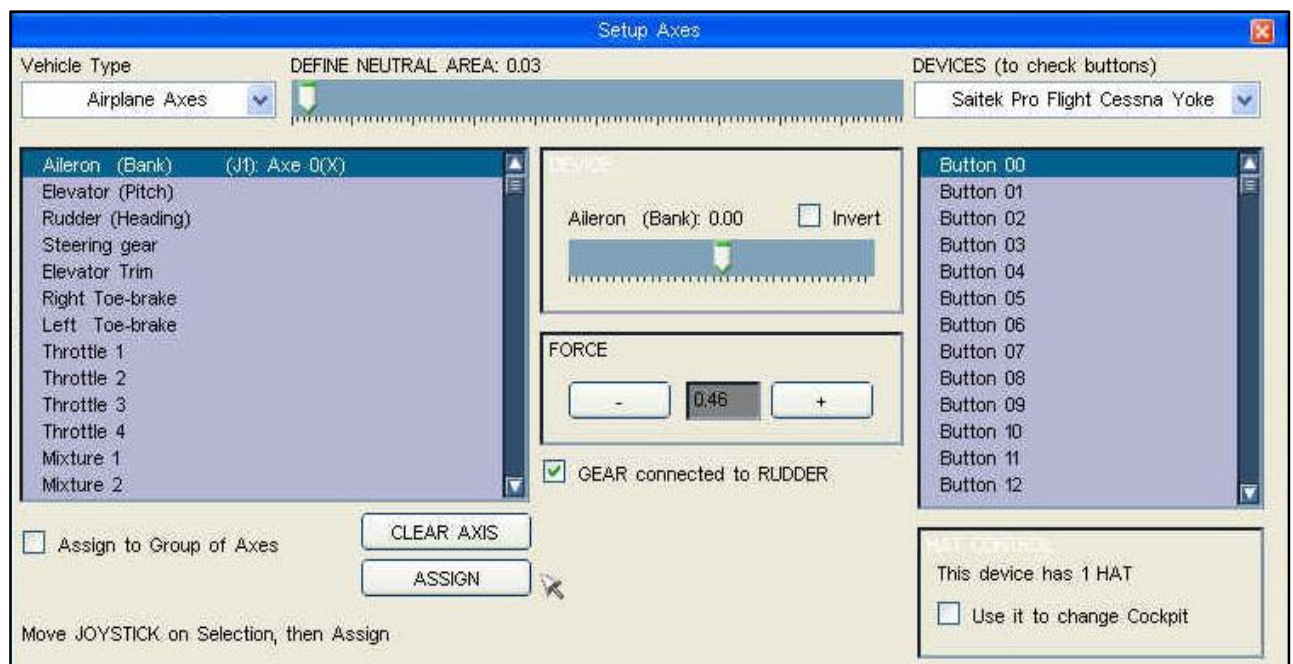 Setup Axes
Vehicle Type
Airplane Axes
DEFINE NEUTRAL AREA: 0.03
DEVICES (to check buttons)
Saitek Pro Flight Cessna Yoke
Aileron (Bank) (J1): Axe-0(X)
Elevator (Pitch)
Rudder (Heading)
Steering gear
Elevator Trim
Right Toe-brake
Left Toe-brake
Throttle 1
Throttle 2
Throttle 3
Throttle 4
Mixture 1
Mixture 2
Assign to Group of Axes
CLEAR AXIS
ASSIGN
Move JOYSTICK on Selection, then Assign
DEVICE
Aileron (Bank): 0.00
Invert
FORCE
-
0.46
+
GEAR connected to RUDDER
Button 00
Button 01
Button 02
Button 03
Button 04
Button 05
Button 06
Button 07
Button 08
Button 09
Button 10
Button 11
Button 12
HAT CONTROL
This device has 1 HAT
Use it to change Cockpit